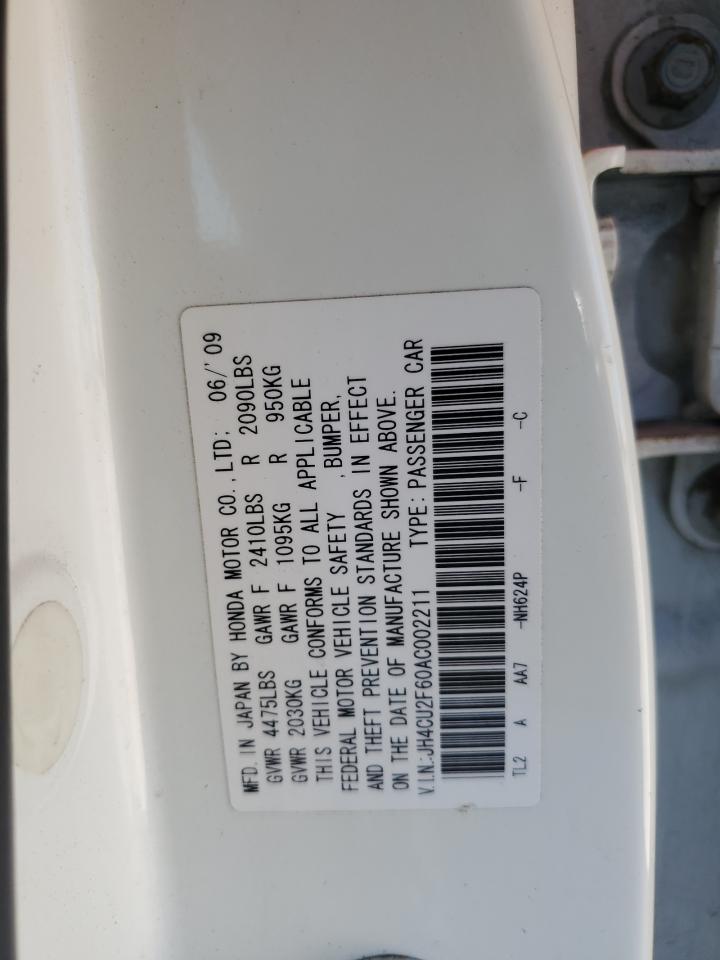 MFD. IN JAPAN BY HONDA MOTOR CO., LTD; 06/'09
GVWR 4475LBS GAWR F 2410LBS R 2090LBS
GVWR 2030KG GAWR F 1095KG R 950KG
THIS VEHICLE CONFORMS TO ALL APPLICABLE
FEDERAL MOTOR VEHICLE SAFETY , BUMPER,
AND THEFT PREVENTION STANDARDS IN EFFECT
ON THE DATE OF MANUFACTURE SHOWN ABOVE.
V.I.N.:JH4CU2F60AC002211 TYPE: PASSENGER CAR
TL2 A AA7 -NH624P -F -C